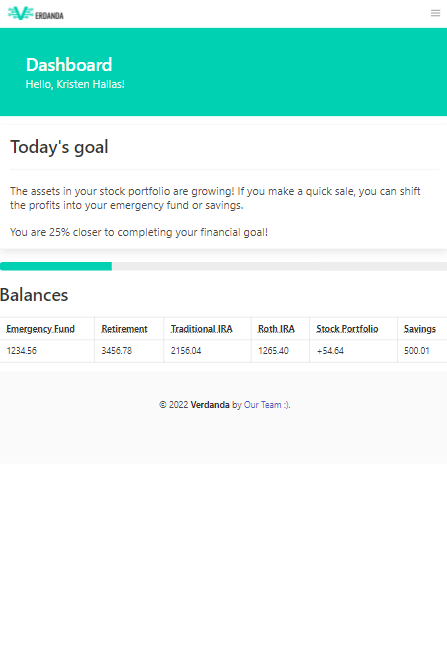 VERDANDA
Dashboard
Hello, Kristen Hallas!
Today's goal
The assets in your stock portfolio are growing! If you make a quick sale, you can shift
the profits into your emergency fund or savings.
You are 25% closer to completing your financial goal!
Balances
Emergency Fund Retirement Traditional IRA Roth IRA Stock Portfolio Savings
1234.56 3456.78 2156.04 1265.40 +54.64 500.01
© 2022 Verdanda by Our Team :).